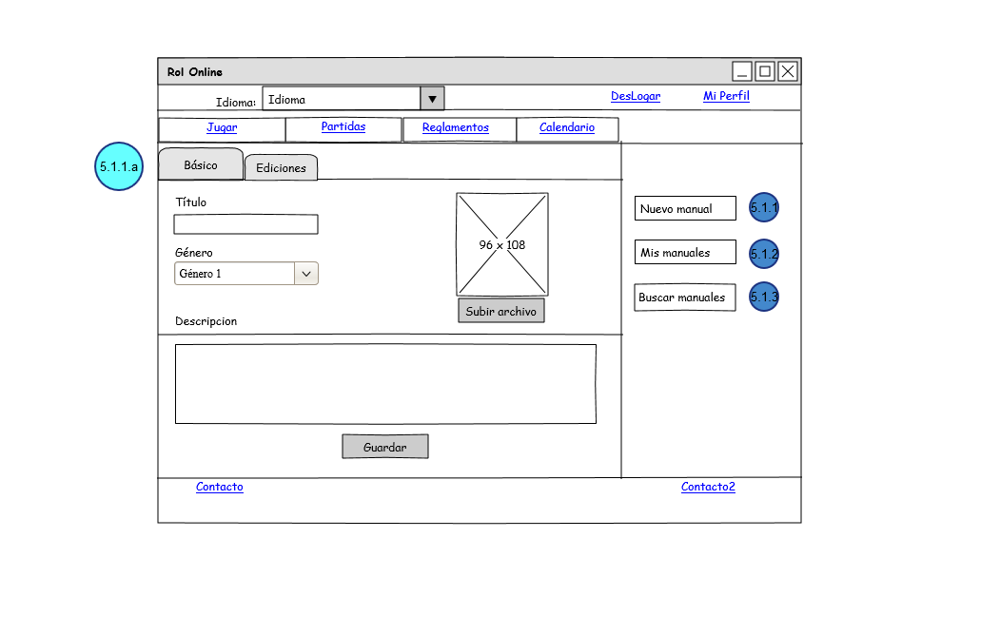 Rol Online
Idioma: Idioma DesLogar Mi Perfil
Jugar Partidas Reglamentos Calendario
5.1.1.a Básico Ediciones
Título
Nuevo manual 5.1.1
96 x 108
Género
Mis manuales 5.1.2
Género 1
Buscar manuales 5.1.3
Subir archivo
Descripcion
Guardar
Contacto Contacto2